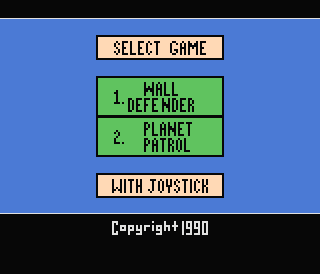 SELECT GAME
1. WALL
DEFENDER
2. PLANET
PATROL
WITH JOYSTICK
Copyright 1990